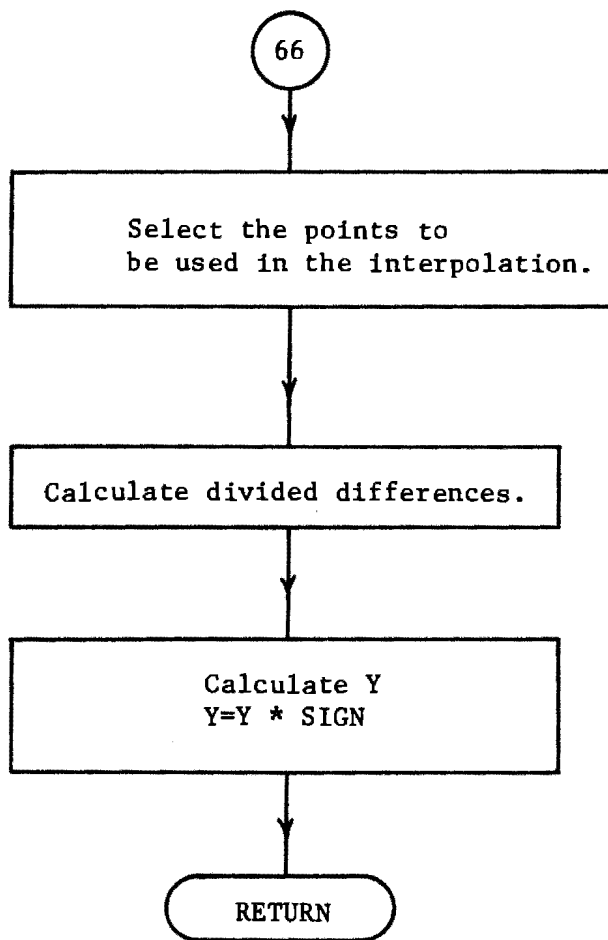 66
Select the points to
be used in the interpolation.
Calculate divided differences.
Calculate Y
Y=Y * SIGN
RETURN